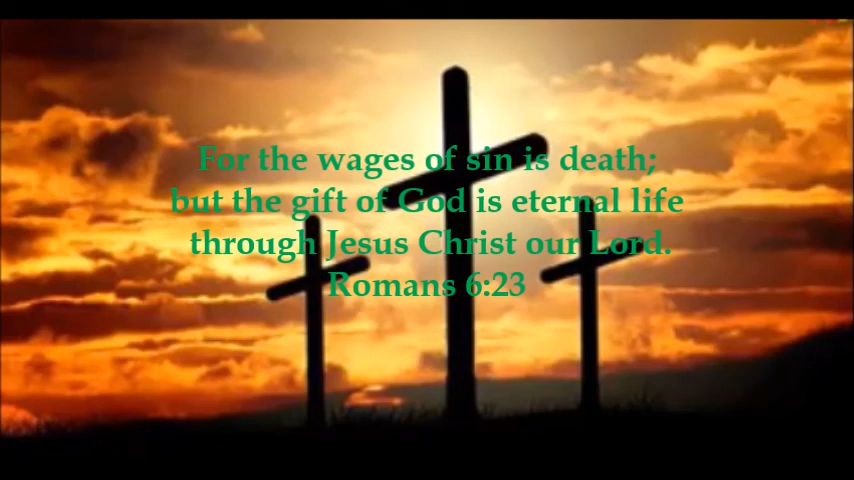 For the wages of sin is death;
but the gift of God is eternal life
through Jesus Christ our Lord.
Romans 6:23